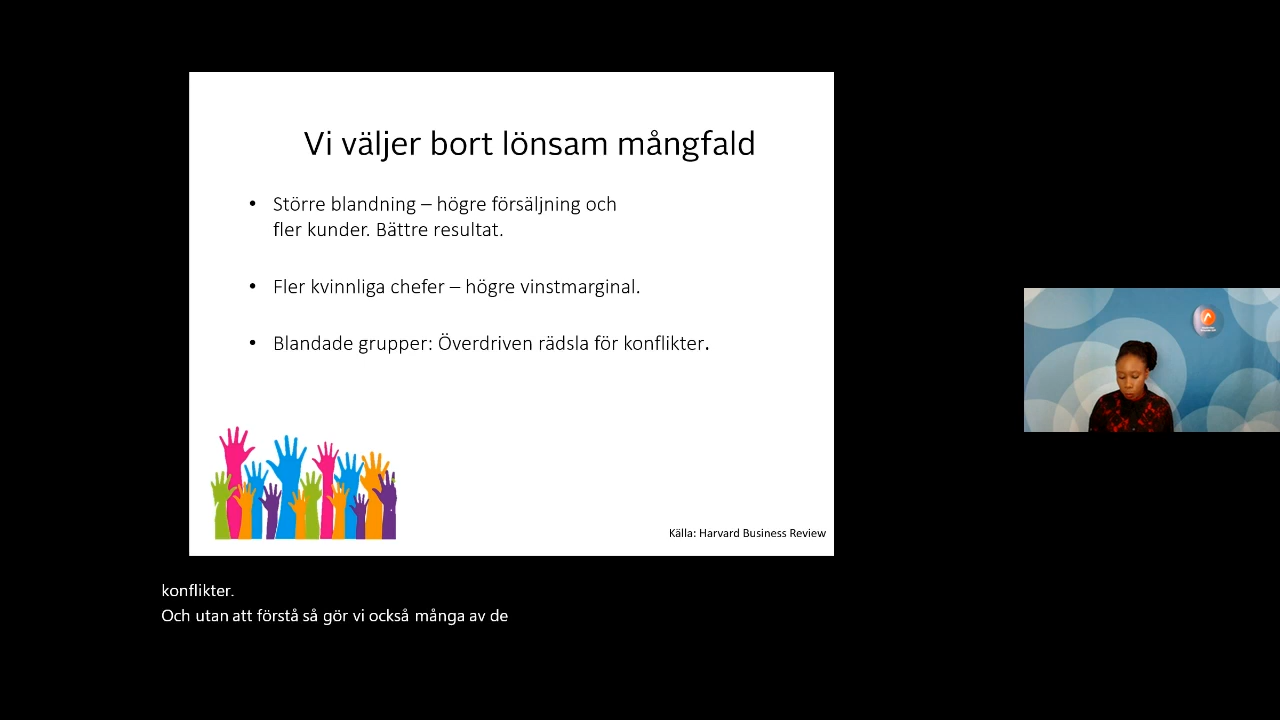 Vi väljer bort lönsam mångfald
• Större blandning – högre försäljning och
fler kunder. Bättre resultat.
• Fler kvinnliga chefer – högre vinstmarginal.
• Blandade grupper: Överdriven rädsla för konflikter.
Källa: Harvard Business Review
konflikter.
Och utan att förstå så gör vi också många av de